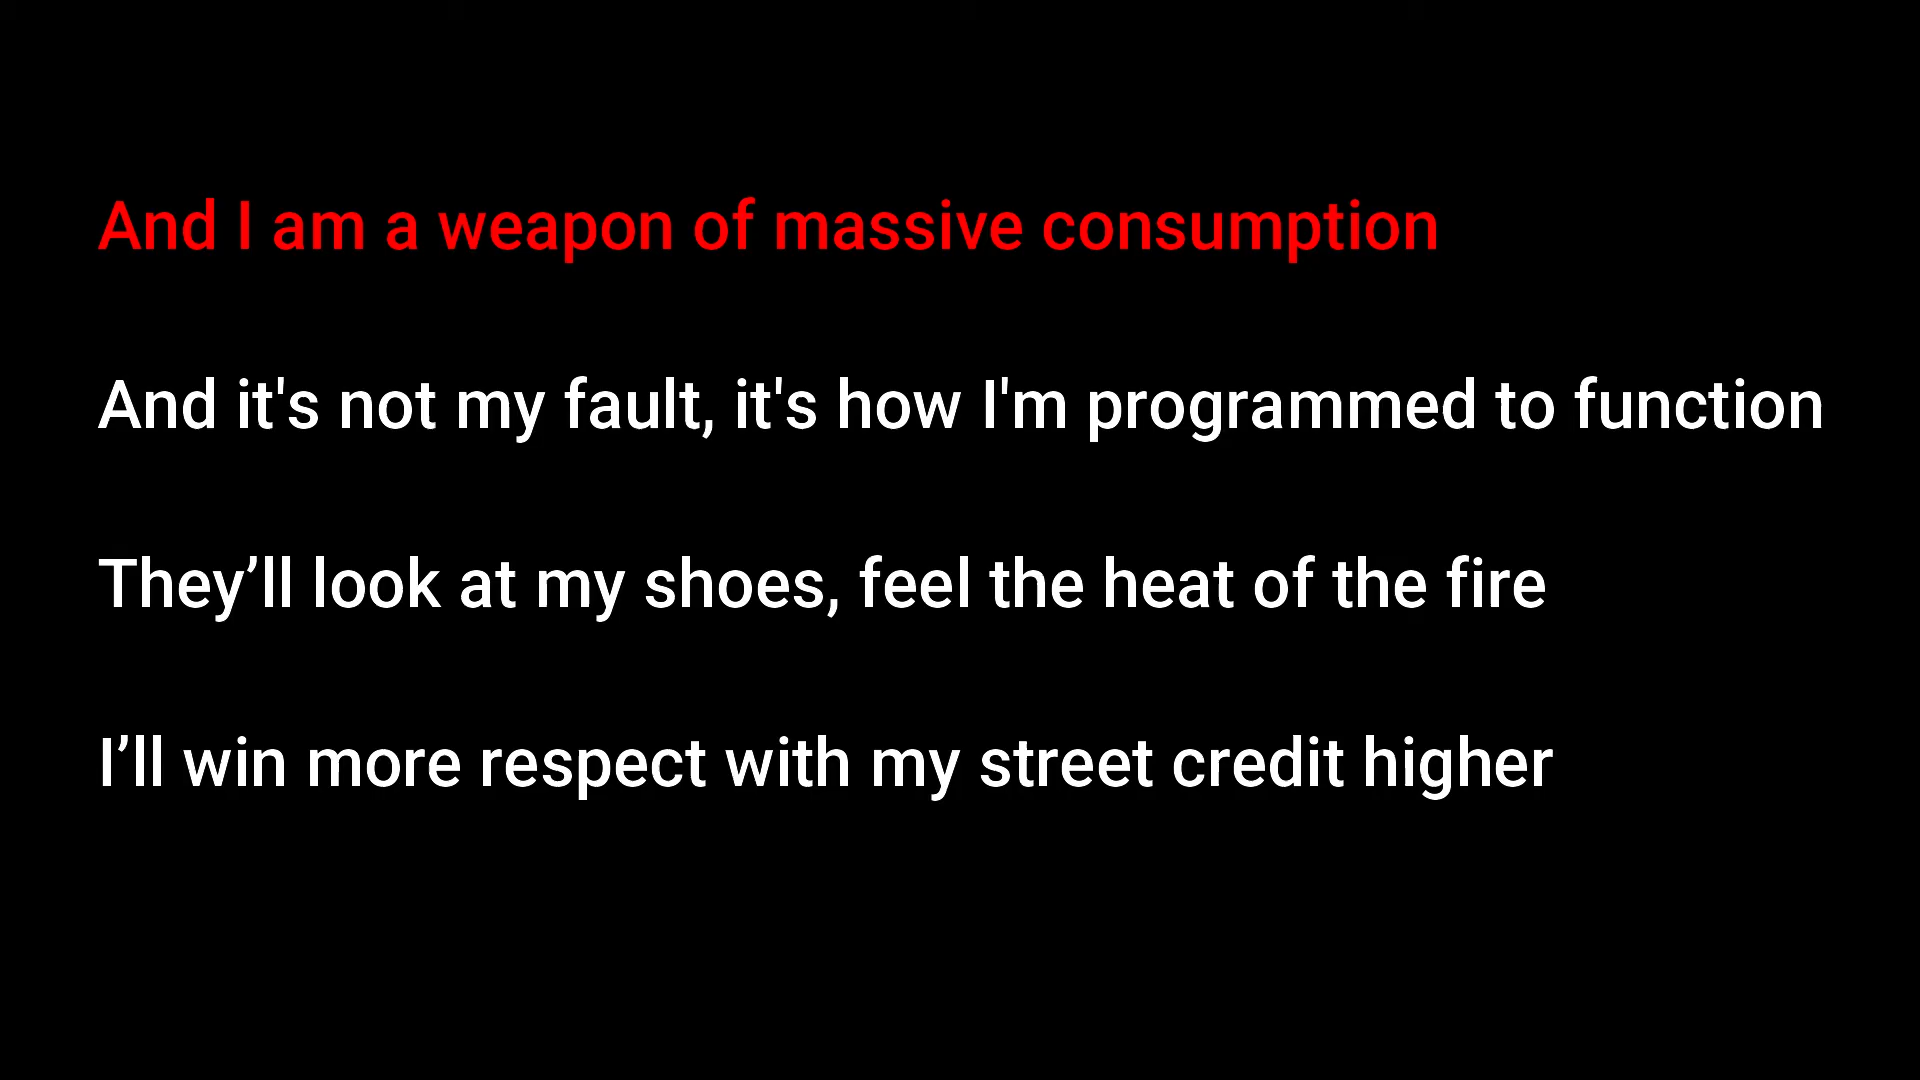 And I am a weapon of massive consumption
And it's not my fault, it's how I'm programmed to function
They’ll look at my shoes, feel the heat of the fire
I’ll win more respect with my street credit higher